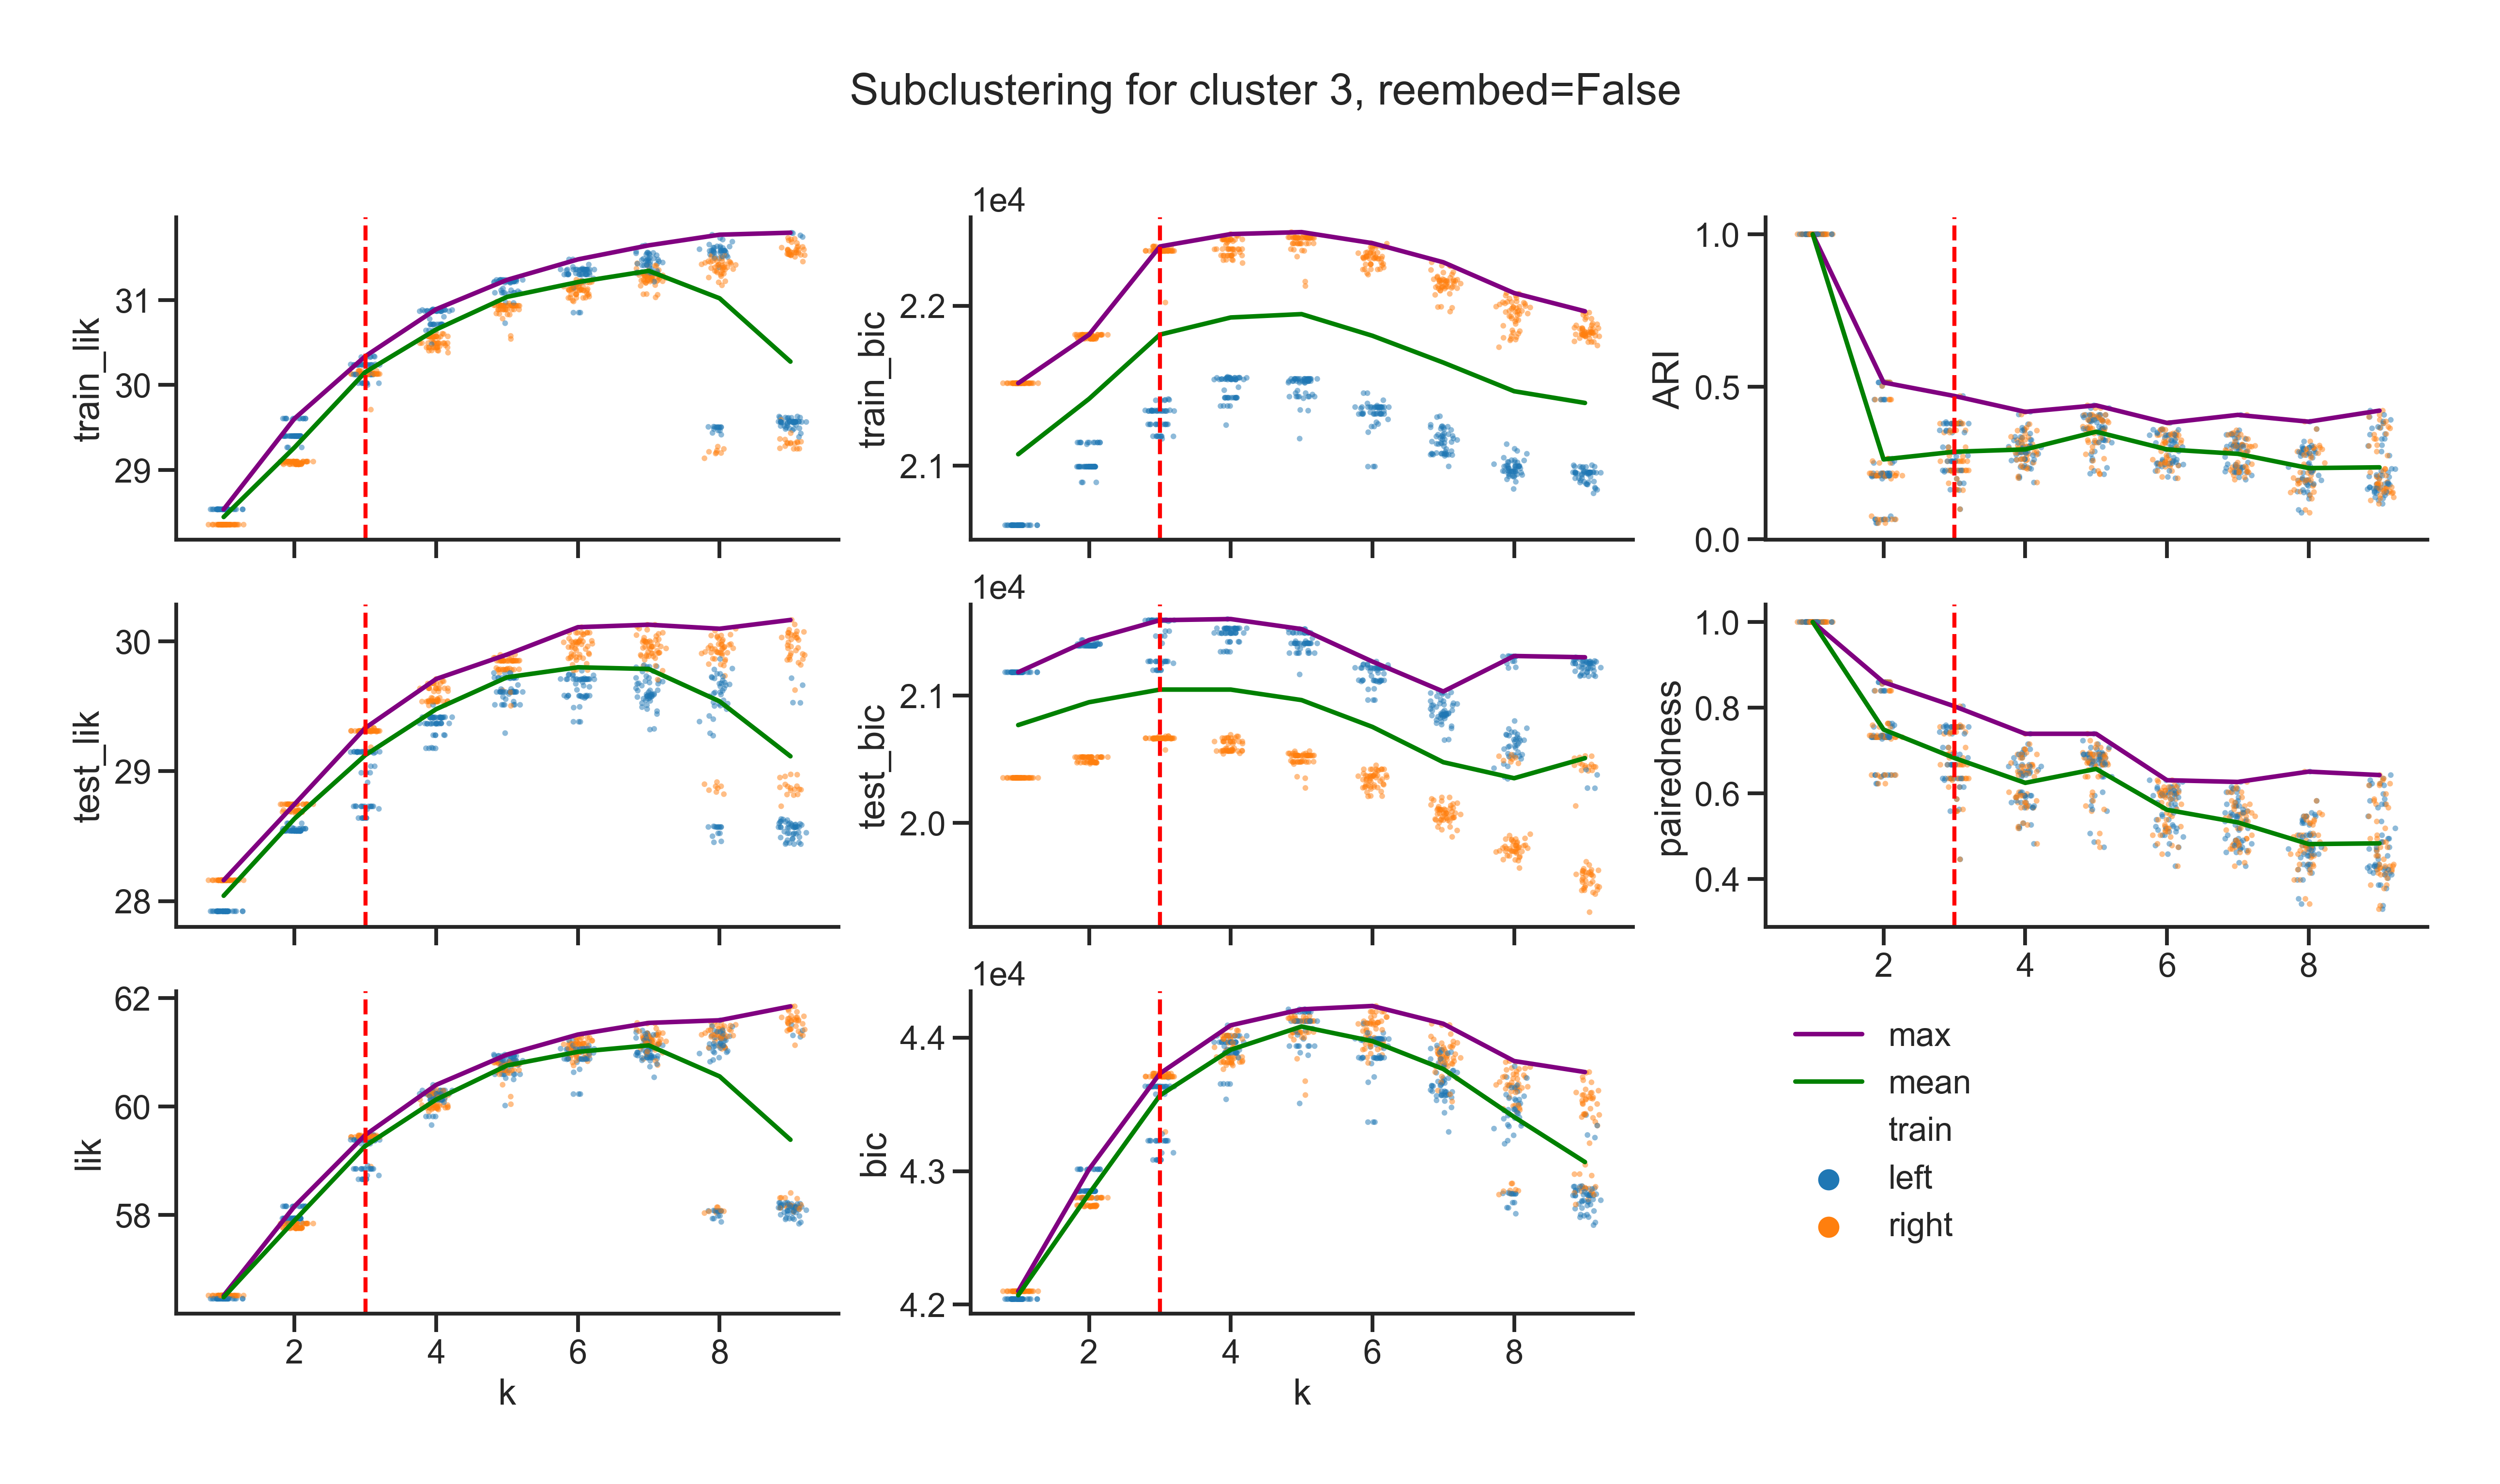 Subclustering for cluster 3, reembed=False
train_lik
31
30
29
1e4
train_bic
2.2
2.1
ARI
1.0
0.5
0.0
test_lik
30
29
28
1e4
test_bic
2.1
2.0
pairedness
1.0
0.8
0.6
0.4
2 4 6 8
lik
62
60
58
2 4 6 8
k
1e4
bic
4.4
4.3
4.2
2 4 6 8
k
max
mean
train
left
right